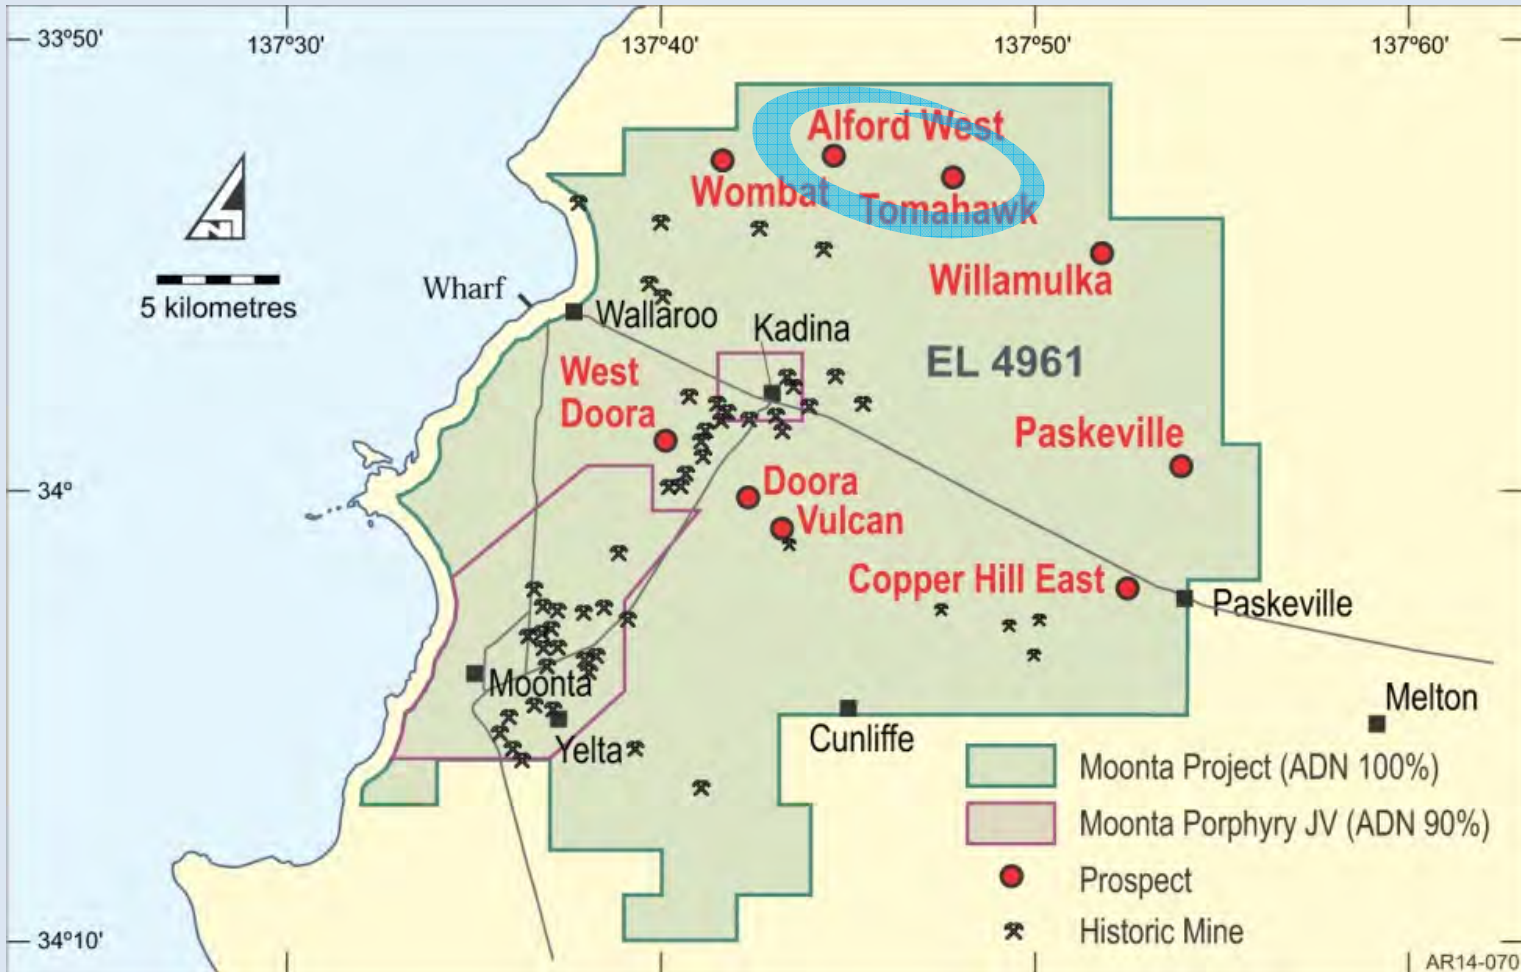 33°50'
137°30'
137°40'
137°50'
137°60'
Alford West
Wombat
Tomahawk
N
5 kilometres
Wharf
Willamulka
Wallaroo
Kadina
EL 4961
West
Doora
Paskeville
34°
Doora
Vulcan
Copper Hill East
Paskeville
Moonta
Melton
Cunliffe
Yelta
Moonta Project (ADN 100%)
Moonta Porphyry JV (ADN 90%)
Prospect
Historic Mine
34°10'
AR14-070